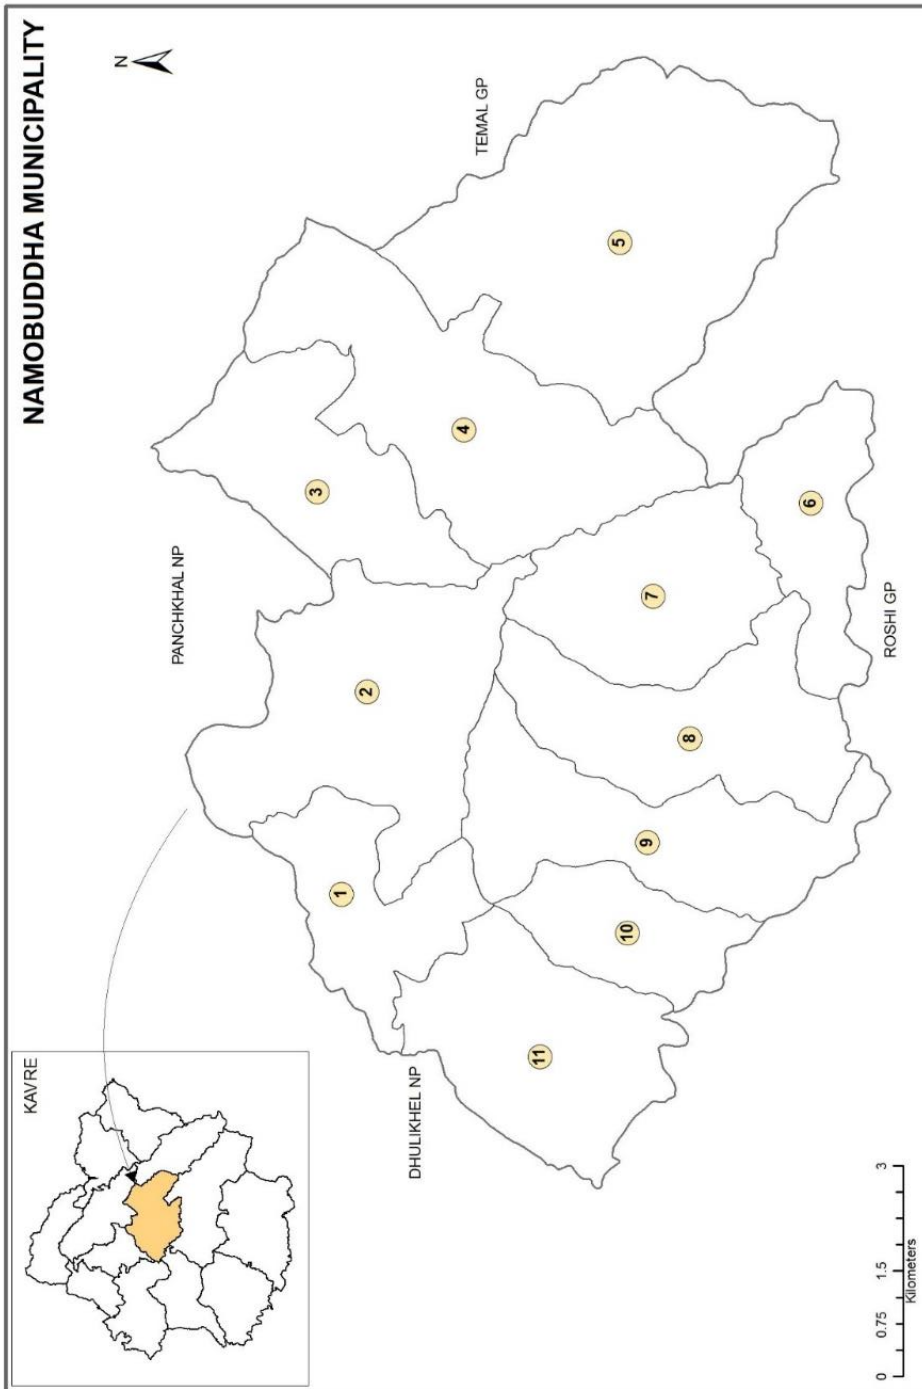 NAMOBUDDHA MUNICIPALITY
N
KAVRE
PANCHKHAL NP
TEMAL GP
DHULIKHEL NP
ROSHI GP
1
2
3
4
5
6
7
8
9
10
11
0 0.75 1.5 3
Kilometers